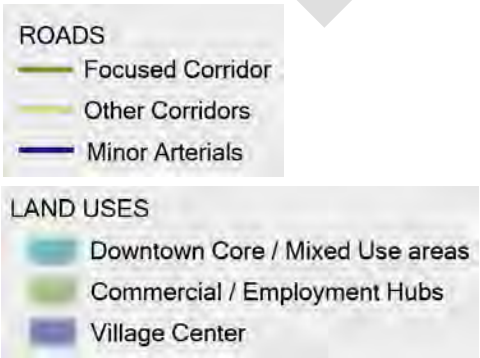 ROADS
Focused Corridor
Other Corridors
Minor Arterials
LAND USES
Downtown Core / Mixed Use areas
Commercial / Employment Hubs
Village Center